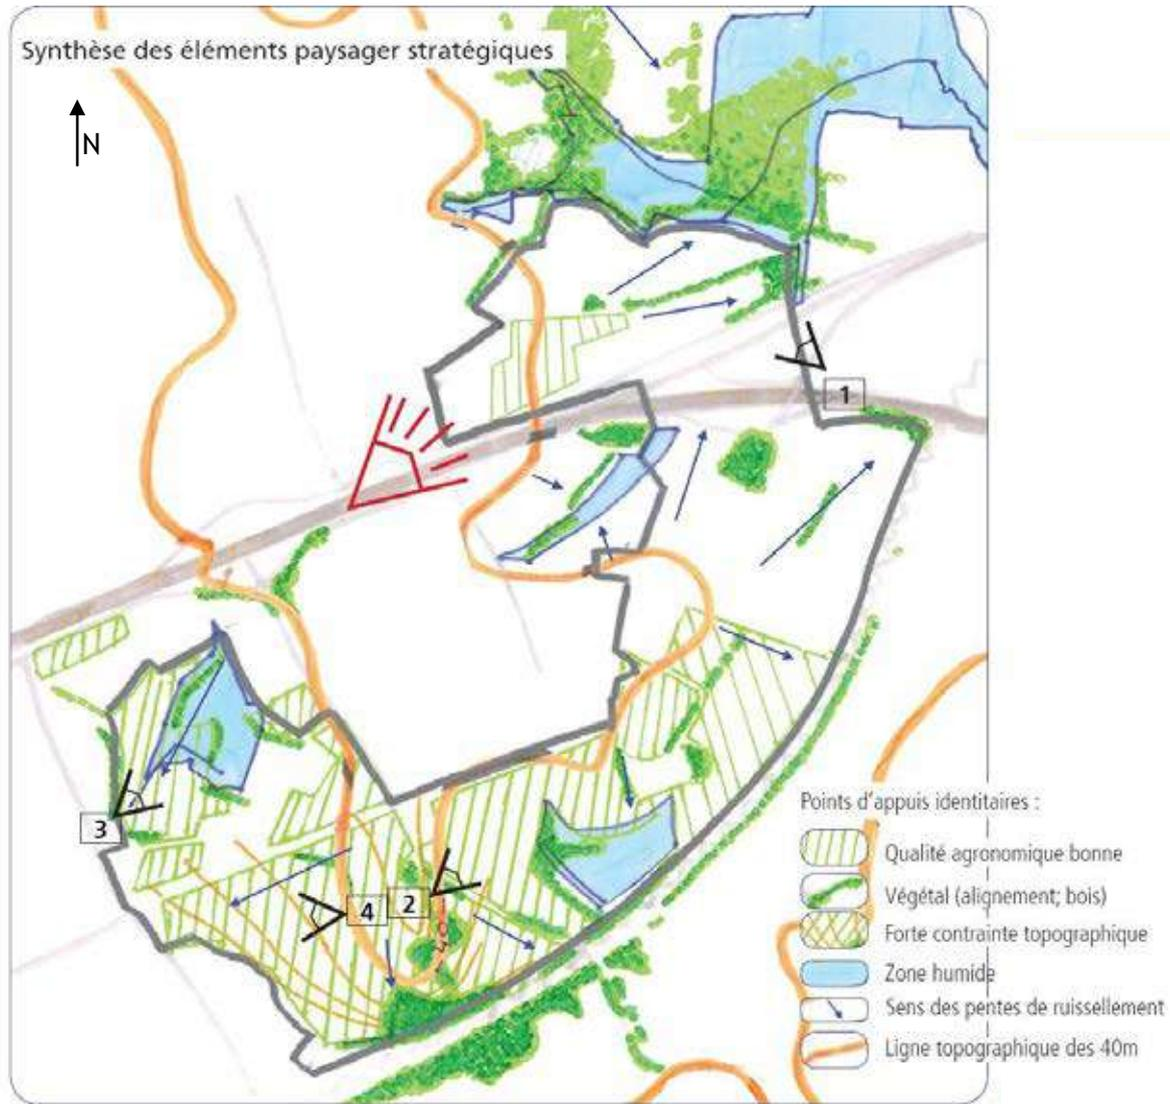 Synthèse des éléments paysager stratégiques
N
1
3
4
2
40
Points d'appuis identitaires :
Qualité agronomique bonne
Végétal (alignement; bois)
Forte contrainte topographique
Zone humide
Sens des pentes de ruissellement
Ligne topographique des 40m